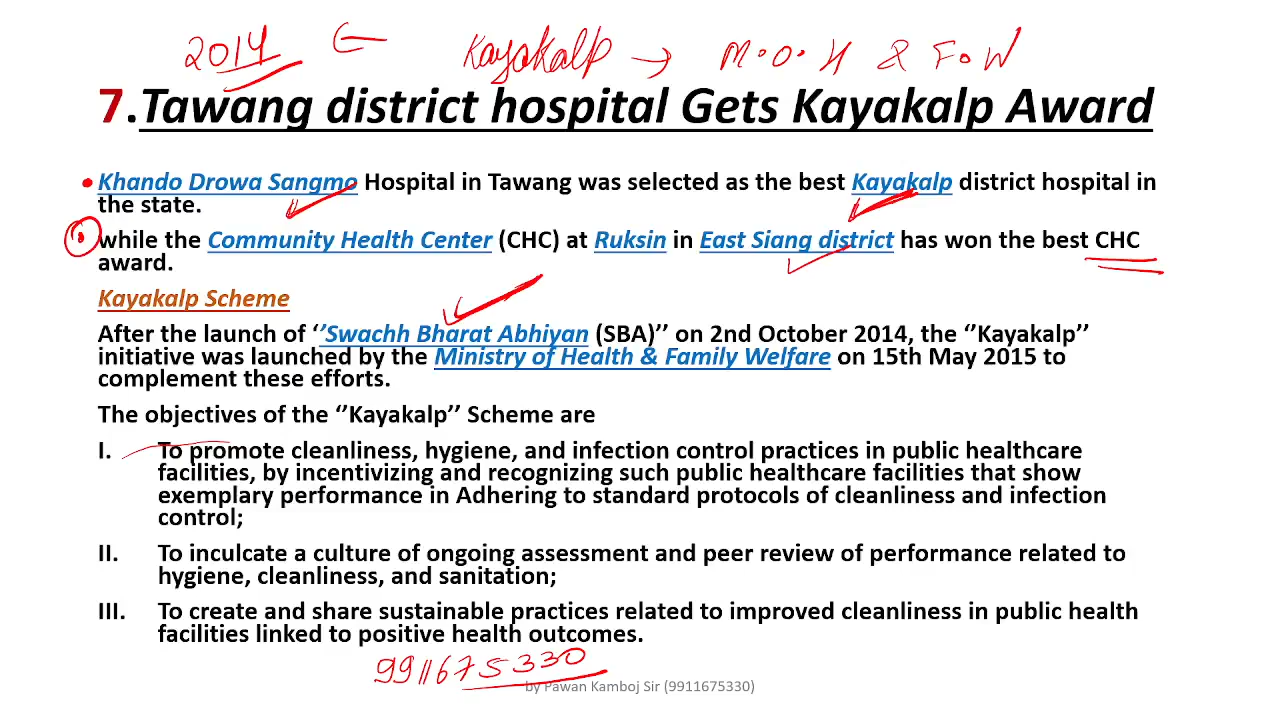 2014 ← Kayakalp → M.O.H & F.W
7.Tawang district hospital Gets Kayakalp Award
• Khando Drowa Sangmo Hospital in Tawang was selected as the best Kayakalp district hospital in
the state.
• while the Community Health Center (CHC) at Ruksin in East Siang district has won the best CHC
award.
Kayakalp Scheme
After the launch of ‘’Swachh Bharat Abhiyan (SBA)’’ on 2nd October 2014, the ‘’Kayakalp’’
initiative was launched by the Ministry of Health & Family Welfare on 15th May 2015 to
complement these efforts.
The objectives of the ‘’Kayakalp’’ Scheme are
I. To promote cleanliness, hygiene, and infection control practices in public healthcare
facilities, by incentivizing and recognizing such public healthcare facilities that show
exemplary performance in Adhering to standard protocols of cleanliness and infection
control;
II. To inculcate a culture of ongoing assessment and peer review of performance related to
hygiene, cleanliness, and sanitation;
III. To create and share sustainable practices related to improved cleanliness in public health
facilities linked to positive health outcomes.
9911675330
by Pawan Kamboj Sir (9911675330)